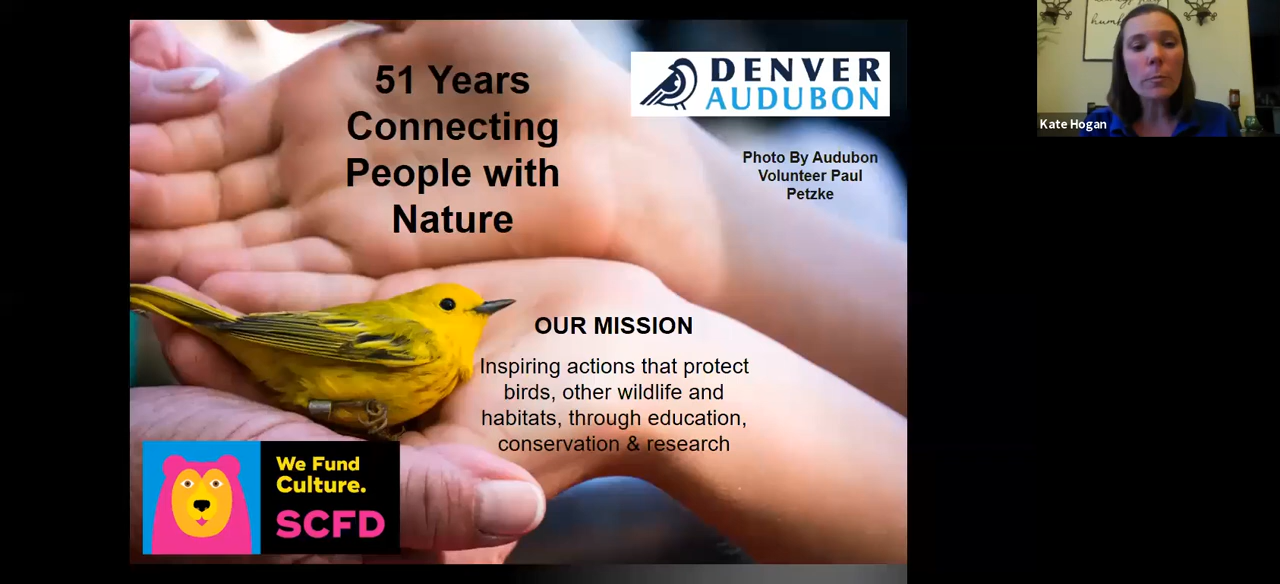 51 Years
Connecting
People with
Nature
DENVER
AUDUBON
Photo By Audubon
Volunteer Paul
Petzke
Kate Hogan
OUR MISSION
Inspiring actions that protect
birds, other wildlife and
habitats, through education,
conservation & research
We Fund
Culture.
SCFD